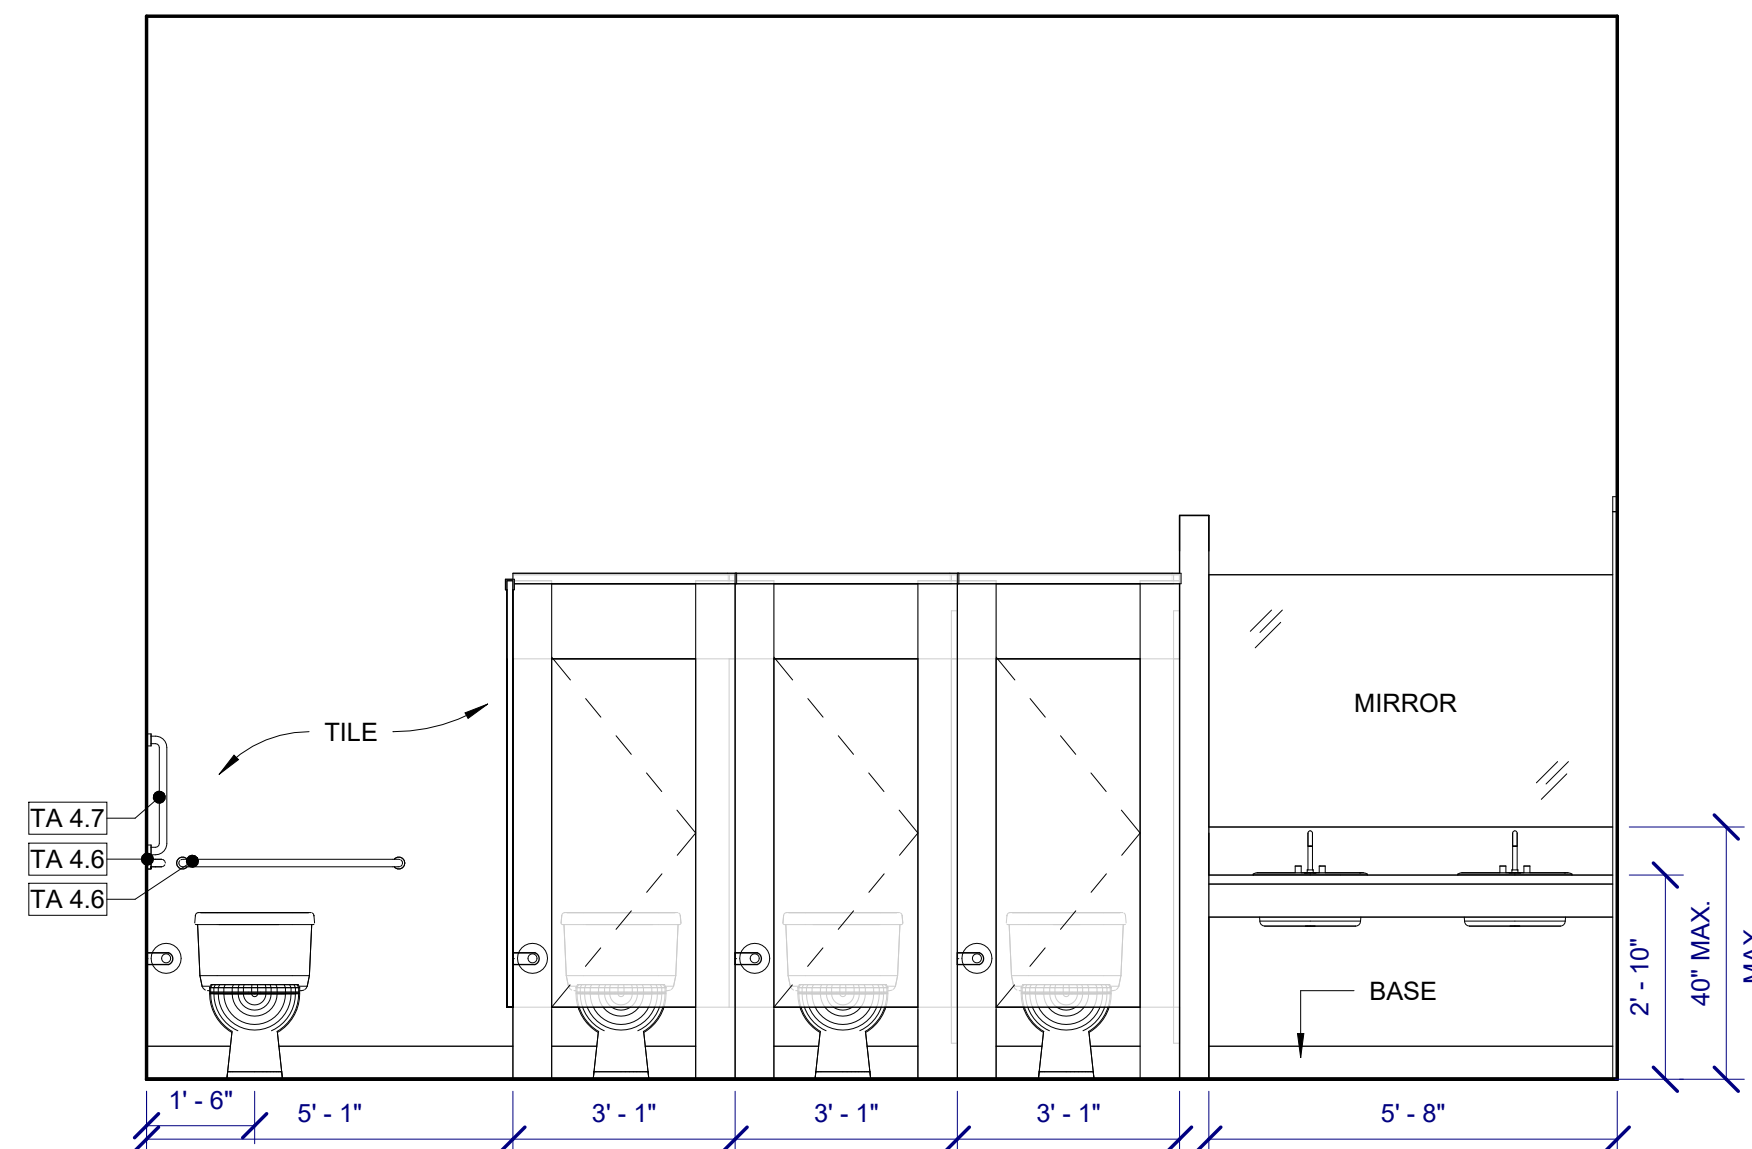 TILE
MIRROR
TA 4.7
TA 4.6
TA 4.6
BASE
2' - 10"
40" MAX.
1' - 6"
5' - 1"
3' - 1"
3' - 1"
3' - 1"
5' - 8"